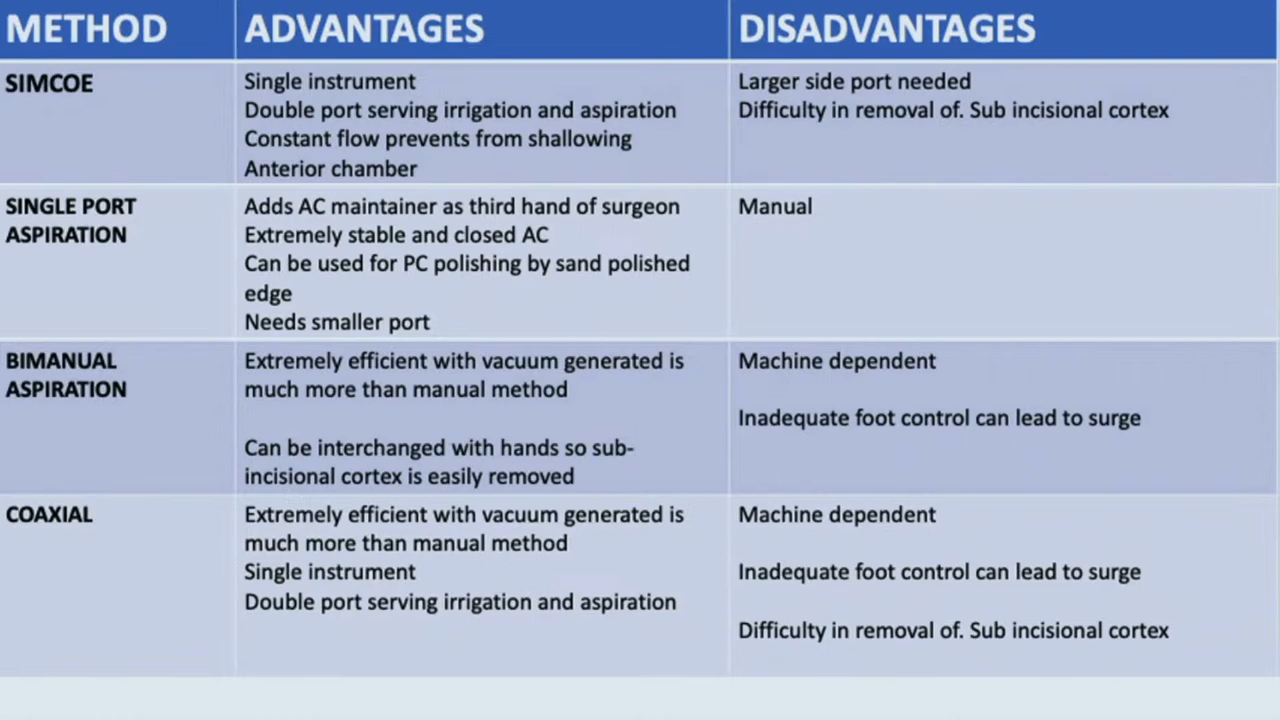 METHOD ADVANTAGES DISADVANTAGES
SIMCOE
Single instrument
Double port serving irrigation and aspiration
Constant flow prevents from shallowing
Anterior chamber
Larger side port needed
Difficulty in removal of. Sub incisional cortex
SINGLE PORT
ASPIRATION
Adds AC maintainer as third hand of surgeon
Extremely stable and closed AC
Can be used for PC polishing by sand polished
edge
Needs smaller port
Manual
BIMANUAL
ASPIRATION
Extremely efficient with vacuum generated is
much more than manual method
Can be interchanged with hands so sub-
incisional cortex is easily removed
Machine dependent
Inadequate foot control can lead to surge
COAXIAL
Extremely efficient with vacuum generated is
much more than manual method
Single instrument
Double port serving irrigation and aspiration
Machine dependent
Inadequate foot control can lead to surge
Difficulty in removal of. Sub incisional cortex